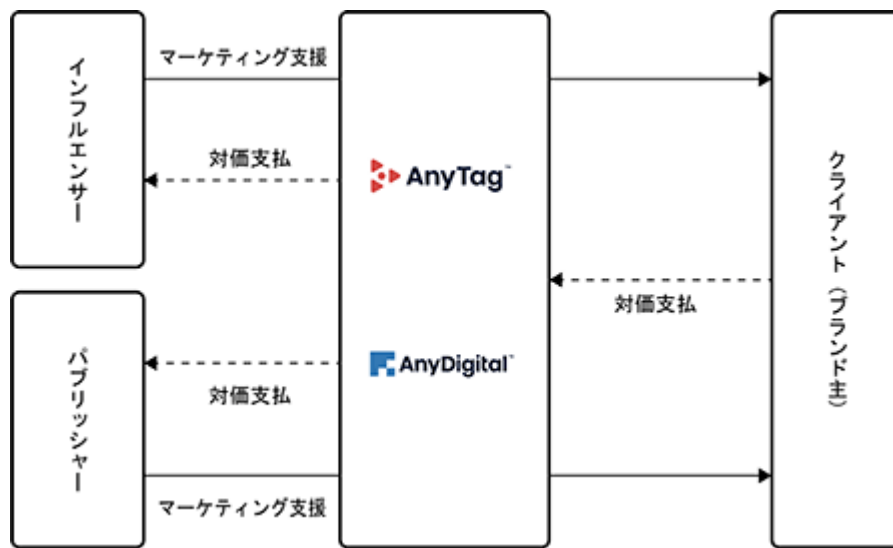 インフルエンサー
マーケティング支援
対価支払
AnyTag™
クライアント（ブランド主）
対価支払
パブリッシャー
対価支払
AnyDigital™
マーケティング支援